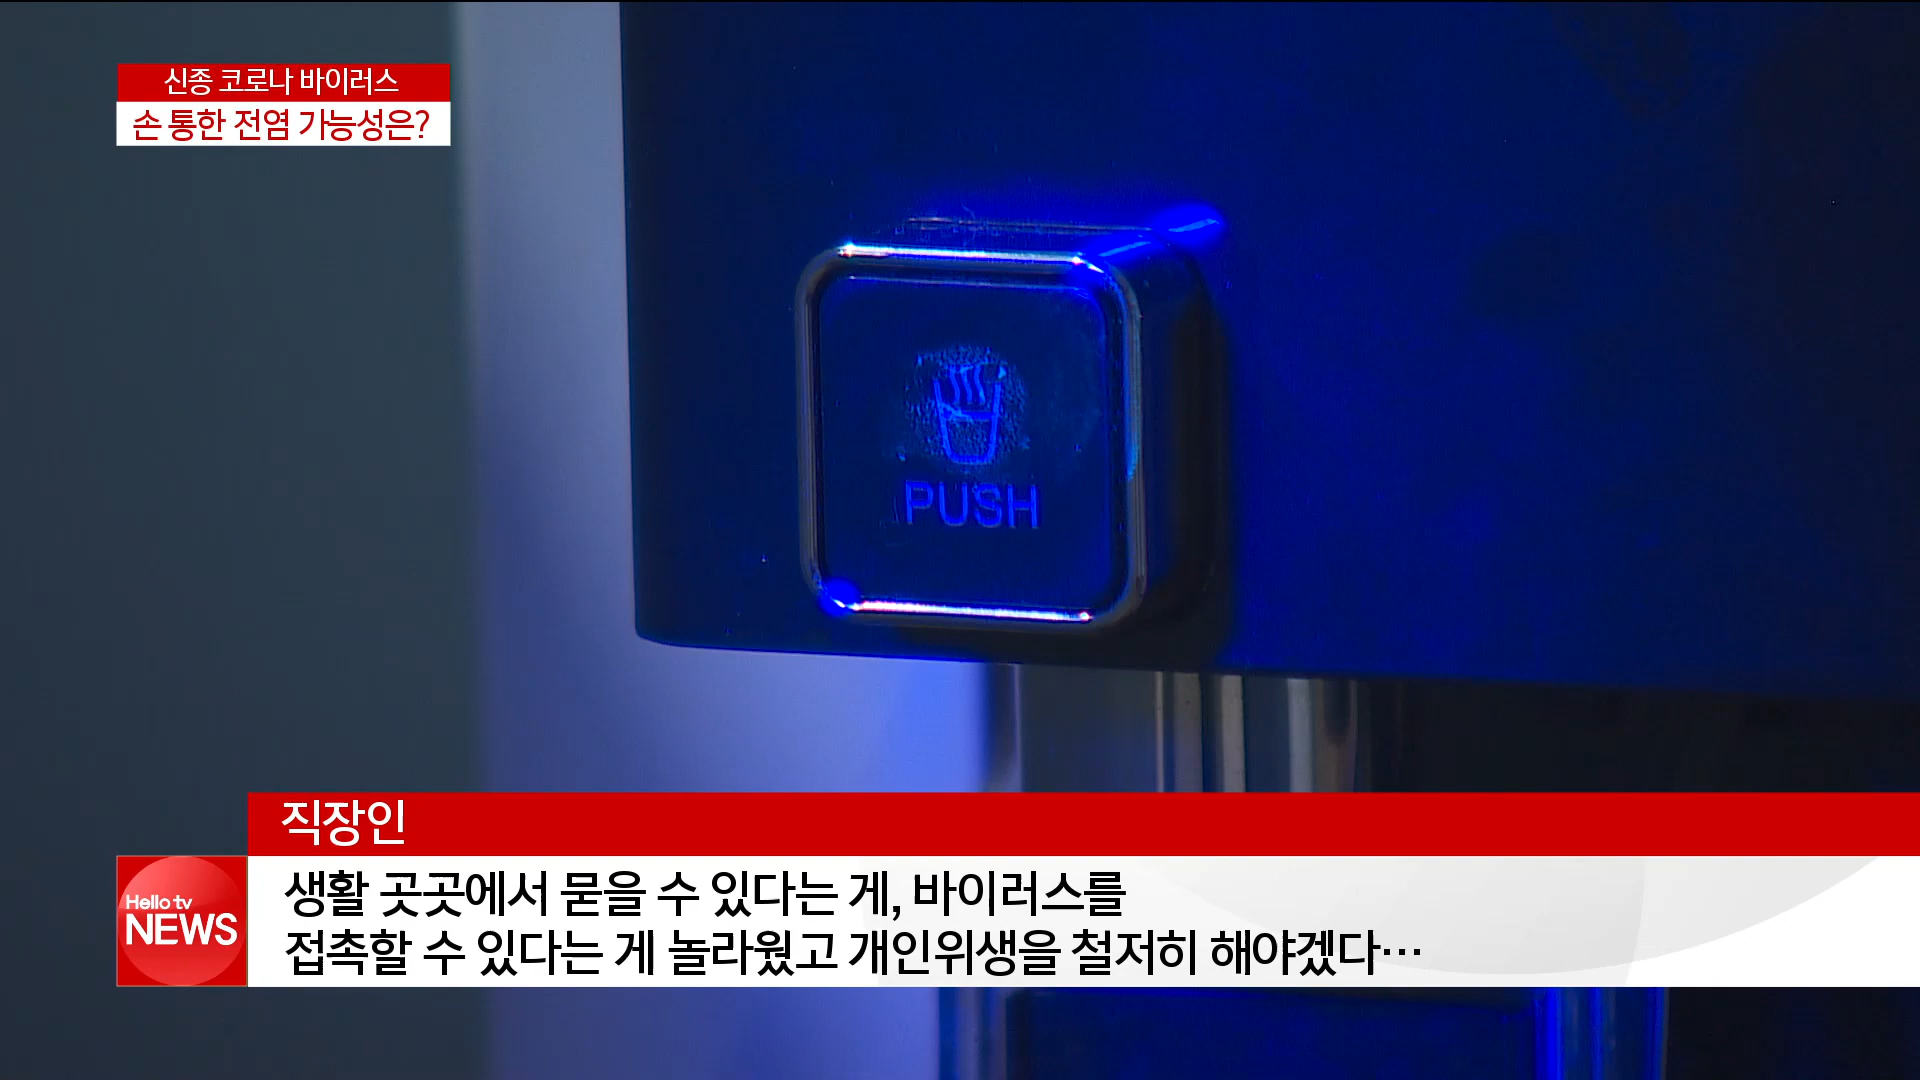 신종 코로나 바이러스
손 통한 전염 가능성은?
PUSH
직장인
Hello tv
NEWS
생활 곳곳에서 묻을 수 있다는 게, 바이러스를
접촉할 수 있다는 게 놀라웠고 개인위생을 철저히 해야겠다…